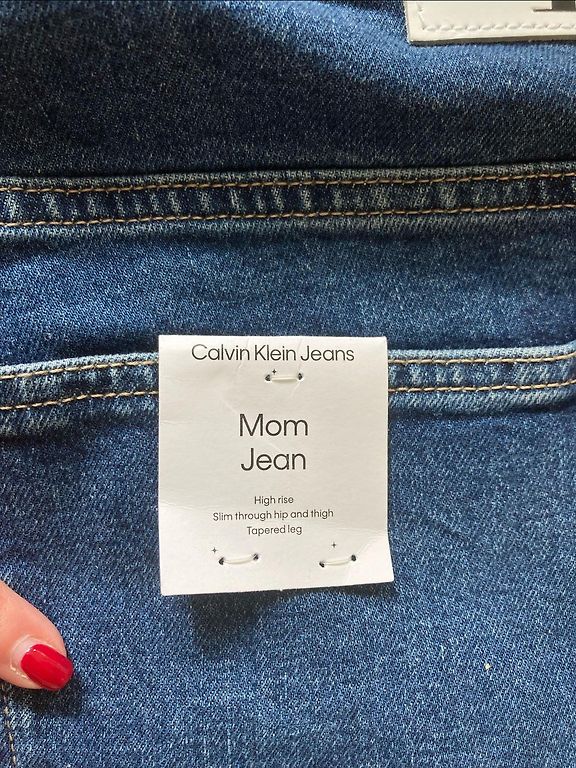 Calvin Klein Jeans
Mom
Jean
High rise
Slim through hip and thigh
Tapered leg